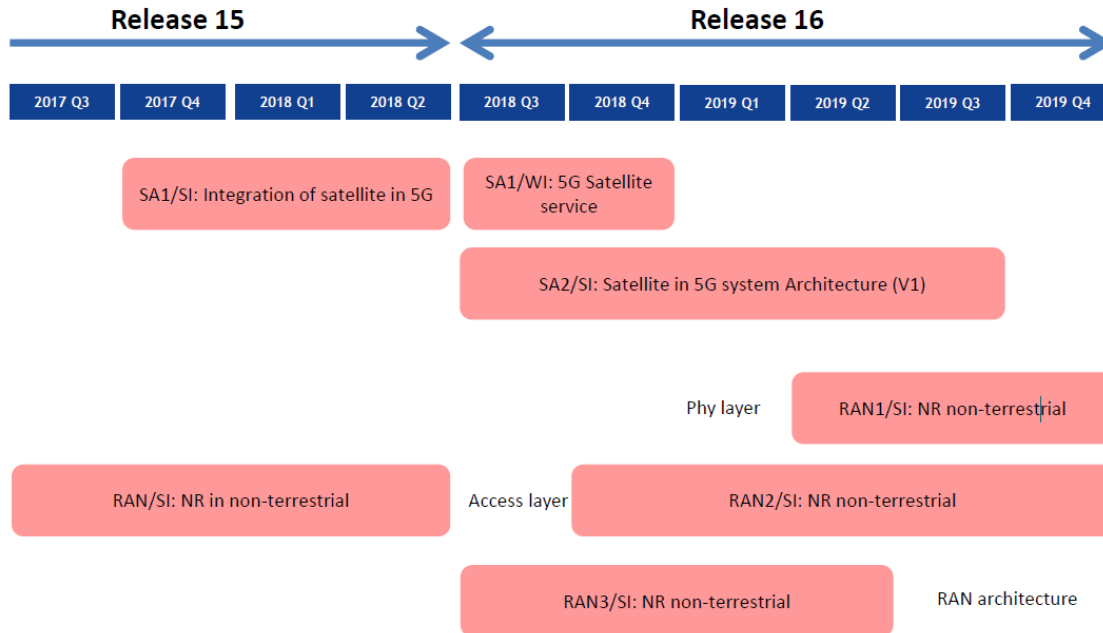 Release 15
Release 16
2017 Q3
2017 Q4
2018 Q1
2018 Q2
2018 Q3
2018 Q4
2019 Q1
2019 Q2
2019 Q3
2019 Q4
SA1/SI: Integration of satellite in 5G
SA1/WI: 5G Satellite
service
SA2/SI: Satellite in 5G system Architecture (V1)
Phy layer
RAN1/SI: NR non-terrestrial
RAN/SI: NR in non-terrestrial
Access layer
RAN2/SI: NR non-terrestrial
RAN3/SI: NR non-terrestrial
RAN architecture